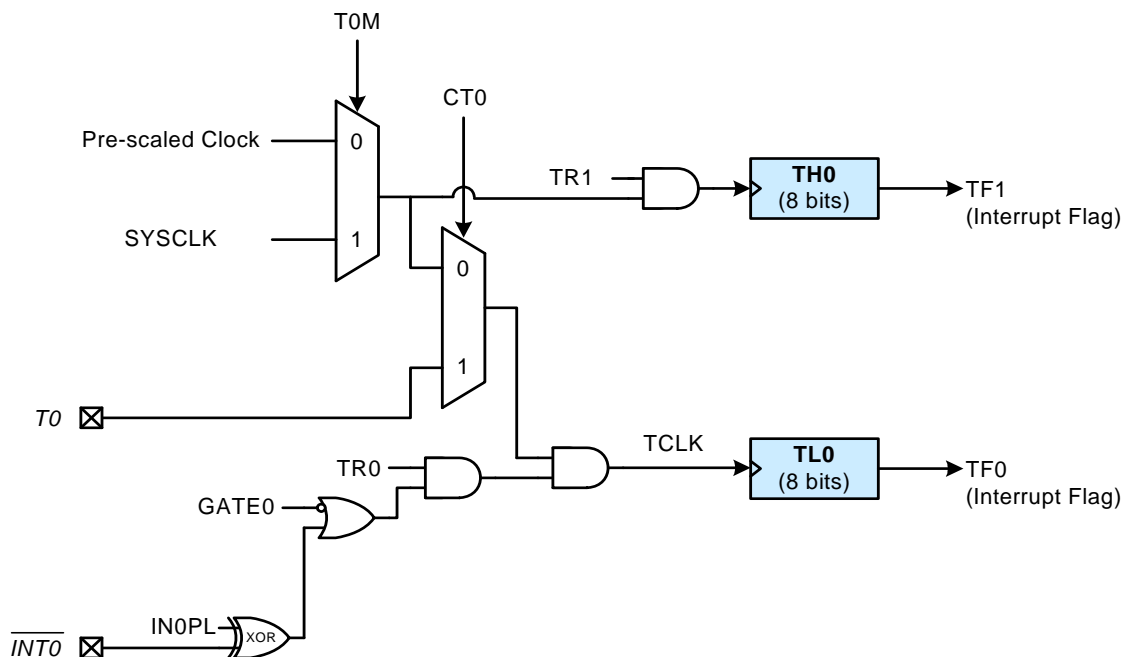 T0M
CT0
Pre-scaled Clock
0
TR1
TH0
(8 bits)
TF1
(Interrupt Flag)
SYSCLK
1
0
1
T0
TCLK
TL0
(8 bits)
TF0
(Interrupt Flag)
TR0
GATE0
IN0PL
XOR
INT0